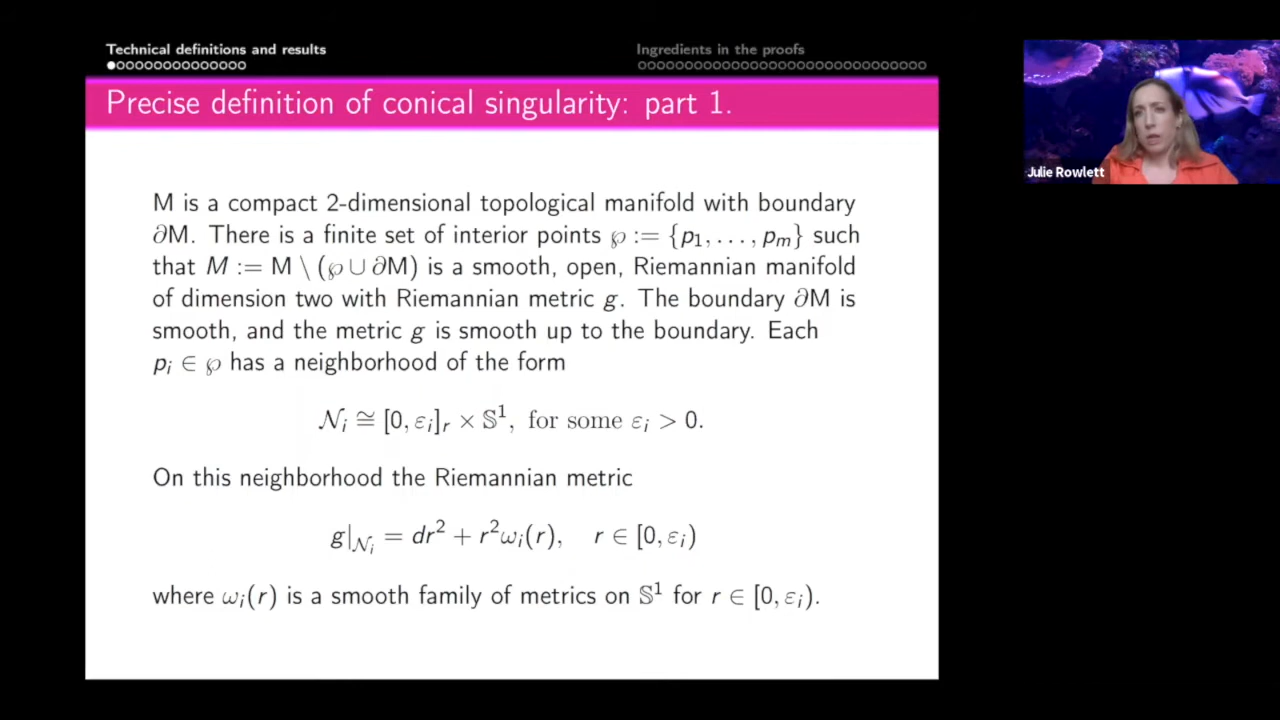 Technical definitions and results
Ingredients in the proofs
Precise definition of conical singularity: part 1.
M is a compact 2-dimensional topological manifold with boundary
∂M. There is a finite set of interior points ℘ := {p₁, . . . , pₘ} such
that M := M \ (℘ ∪ ∂M) is a smooth, open, Riemannian manifold
of dimension two with Riemannian metric g. The boundary ∂M is
smooth, and the metric g is smooth up to the boundary. Each
pᵢ ∈ ℘ has a neighborhood of the form
𝒩ᵢ ≅ [0, εᵢ]ᵣ × 𝕊¹, for some εᵢ > 0.
On this neighborhood the Riemannian metric
g|𝒩ᵢ = dr² + r²ωᵢ(r), r ∈ [0, εᵢ)
where ωᵢ(r) is a smooth family of metrics on 𝕊¹ for r ∈ [0, εᵢ).
Julie Rowlett